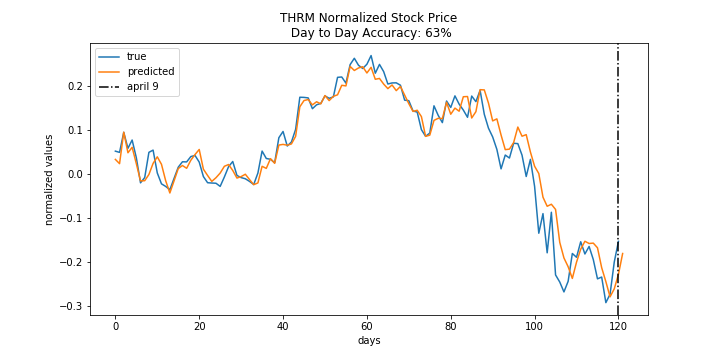 THRM Normalized Stock Price
Day to Day Accuracy: 63%
true
predicted
april 9
normalized values
0.2
0.1
0.0
−0.1
−0.2
−0.3
0
20
40
60
80
100
120
days